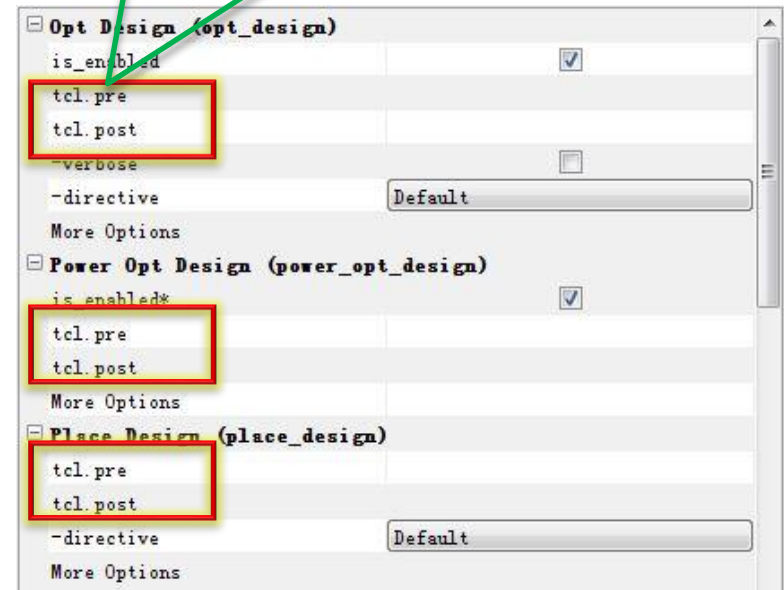 Opt Design (opt_design)
is_enabled
tcl.pre
tcl.post
-verbose
-directive Default
More Options
Power Opt Design (power_opt_design)
is_enabled*
tcl.pre
tcl.post
More Options
Place Design (place_design)
tcl.pre
tcl.post
-directive Default
More Options